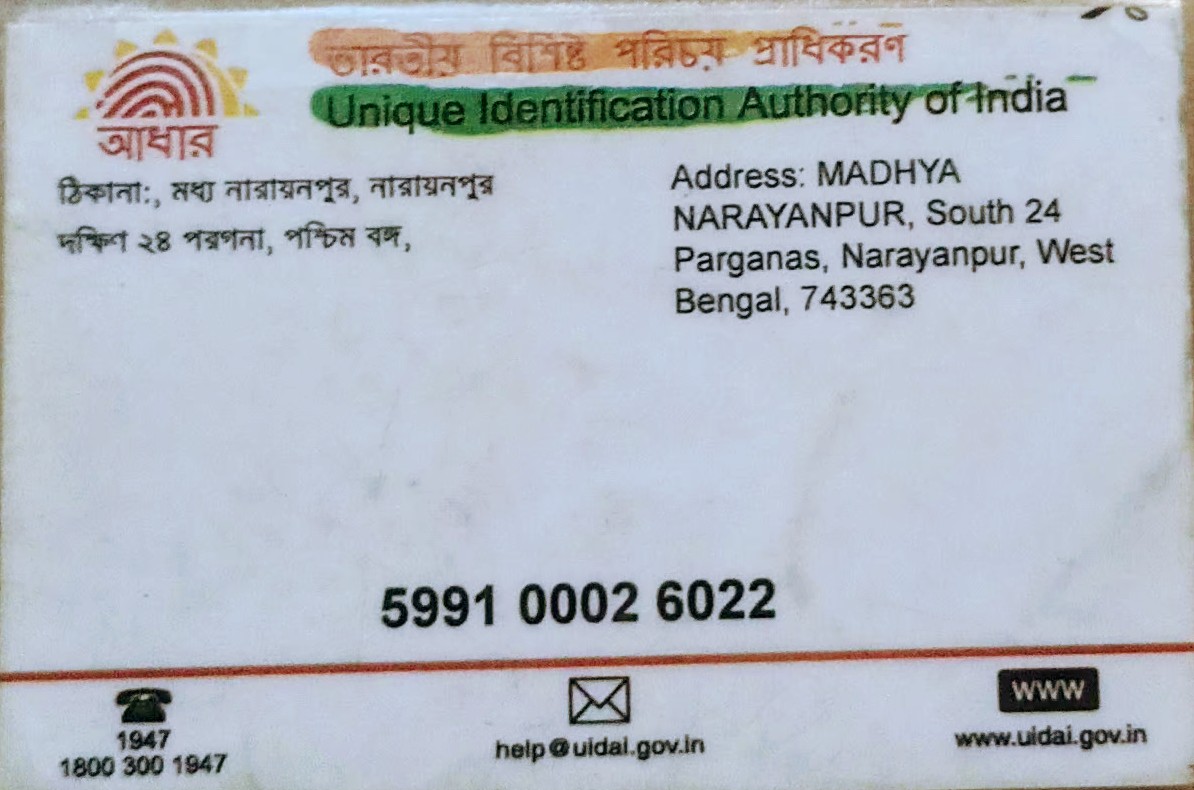 ভারতীয় বিশিষ্ট পরিচয় প্রাধিকরণ
Unique Identification Authority of India
আধার
ঠিকানা:, মধ্য নারায়নপুর, নারায়নপুর
দক্ষিণ ২৪ পরগনা, পশ্চিম বঙ্গ,
Address: MADHYA
NARAYANPUR, South 24
Parganas, Narayanpur, West
Bengal, 743363
5991 0002 6022
1947
1800 300 1947
help@uidai.gov.in
WWW
www.uidai.gov.in